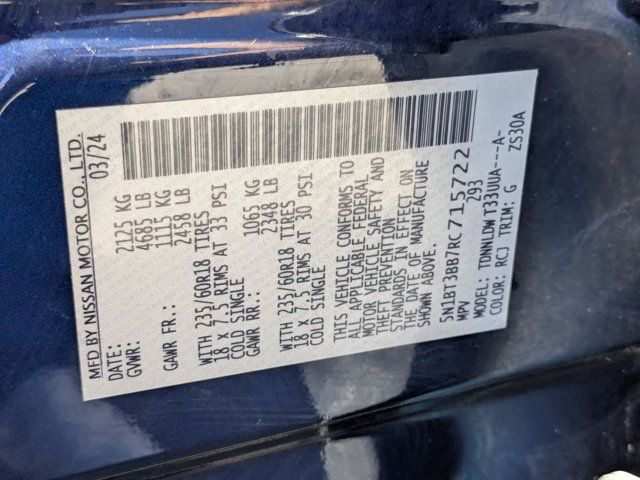 MFD BY NISSAN MOTOR CO., LTD.
DATE: 03/24
GVWR: 2125 KG
4685 LB
GAWR FR.: 1115 KG
2458 LB
WITH 235/60R18 TIRES
18 X 7.5 RIMS AT 33 PSI
COLD SINGLE
GAWR RR.: 1065 KG
2348 LB
WITH 235/60R18 TIRES
18 X 7.5 RIMS AT 30 PSI
COLD SINGLE
THIS VEHICLE CONFORMS TO
ALL APPLICABLE FEDERAL
MOTOR VEHICLE SAFETY AND
THEFT PREVENTION
STANDARDS IN EFFECT ON
THE DATE OF MANUFACTURE
SHOWN ABOVE.
5N1BT3BB7RC715722
MPV 293
MODEL: TDNNLDW T33UUA---A-
COLOR: RCJ TRIM: G ZS30A